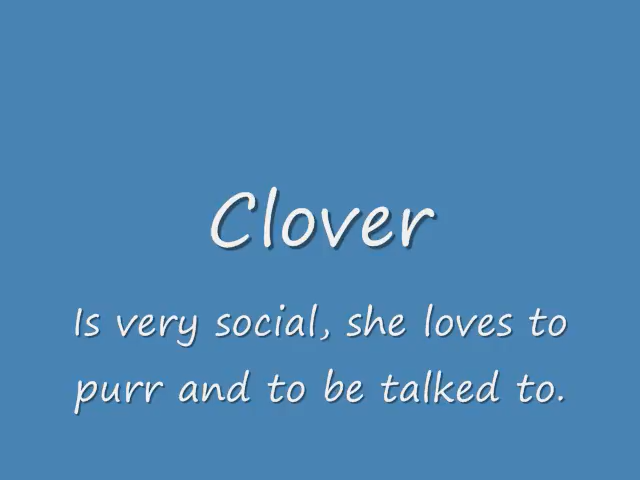 Clover
Is very social, she loves to
purr and to be talked to.